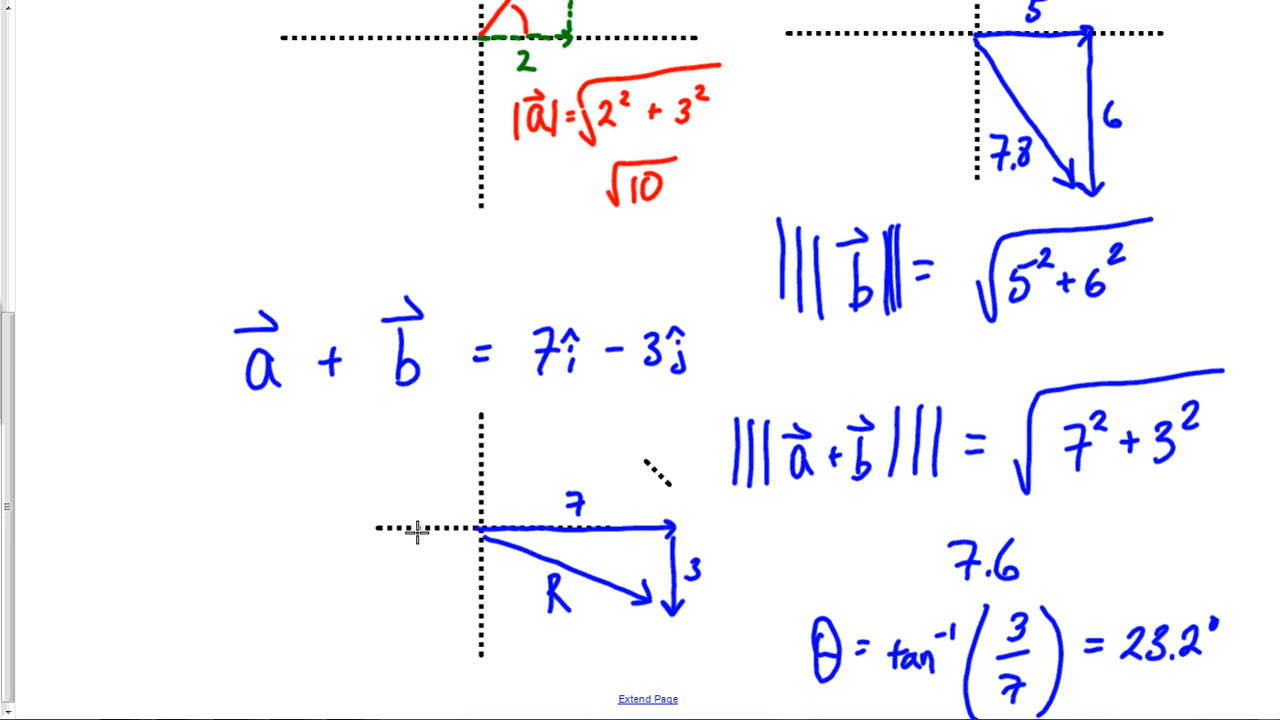 2
|a⃗| = √(2² + 3²)
√10
5
6
7.8
||| b⃗ ||| = √(5² + 6²)
a⃗ + b⃗ = 7î - 3ĵ
||| a⃗ + b⃗ ||| = √(7² + 3²)
7
3
R
7.6
θ = tan⁻¹(3/7) = 23.2°
Extend Page